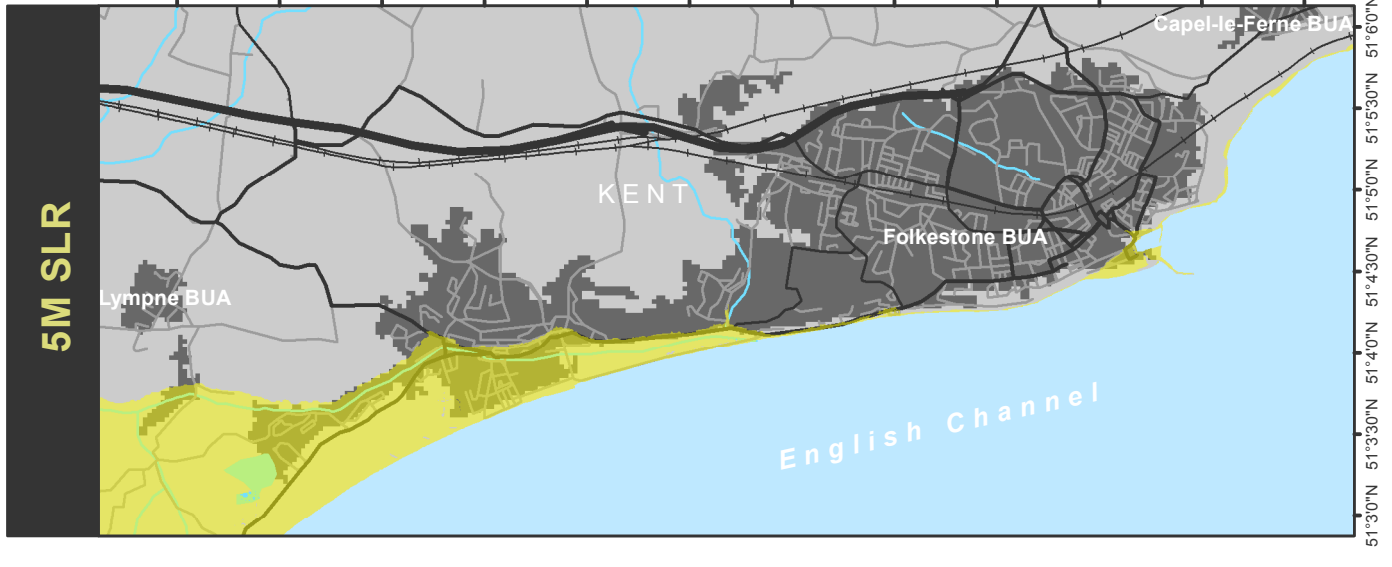 5M SLR
Capel-le-Ferne BUA
KENT
Folkestone BUA
Lympne BUA
English Channel
51°6'0"N
51°5'30"N
51°5'0"N
51°4'30"N
51°4'0"N
51°3'30"N
51°3'0"N